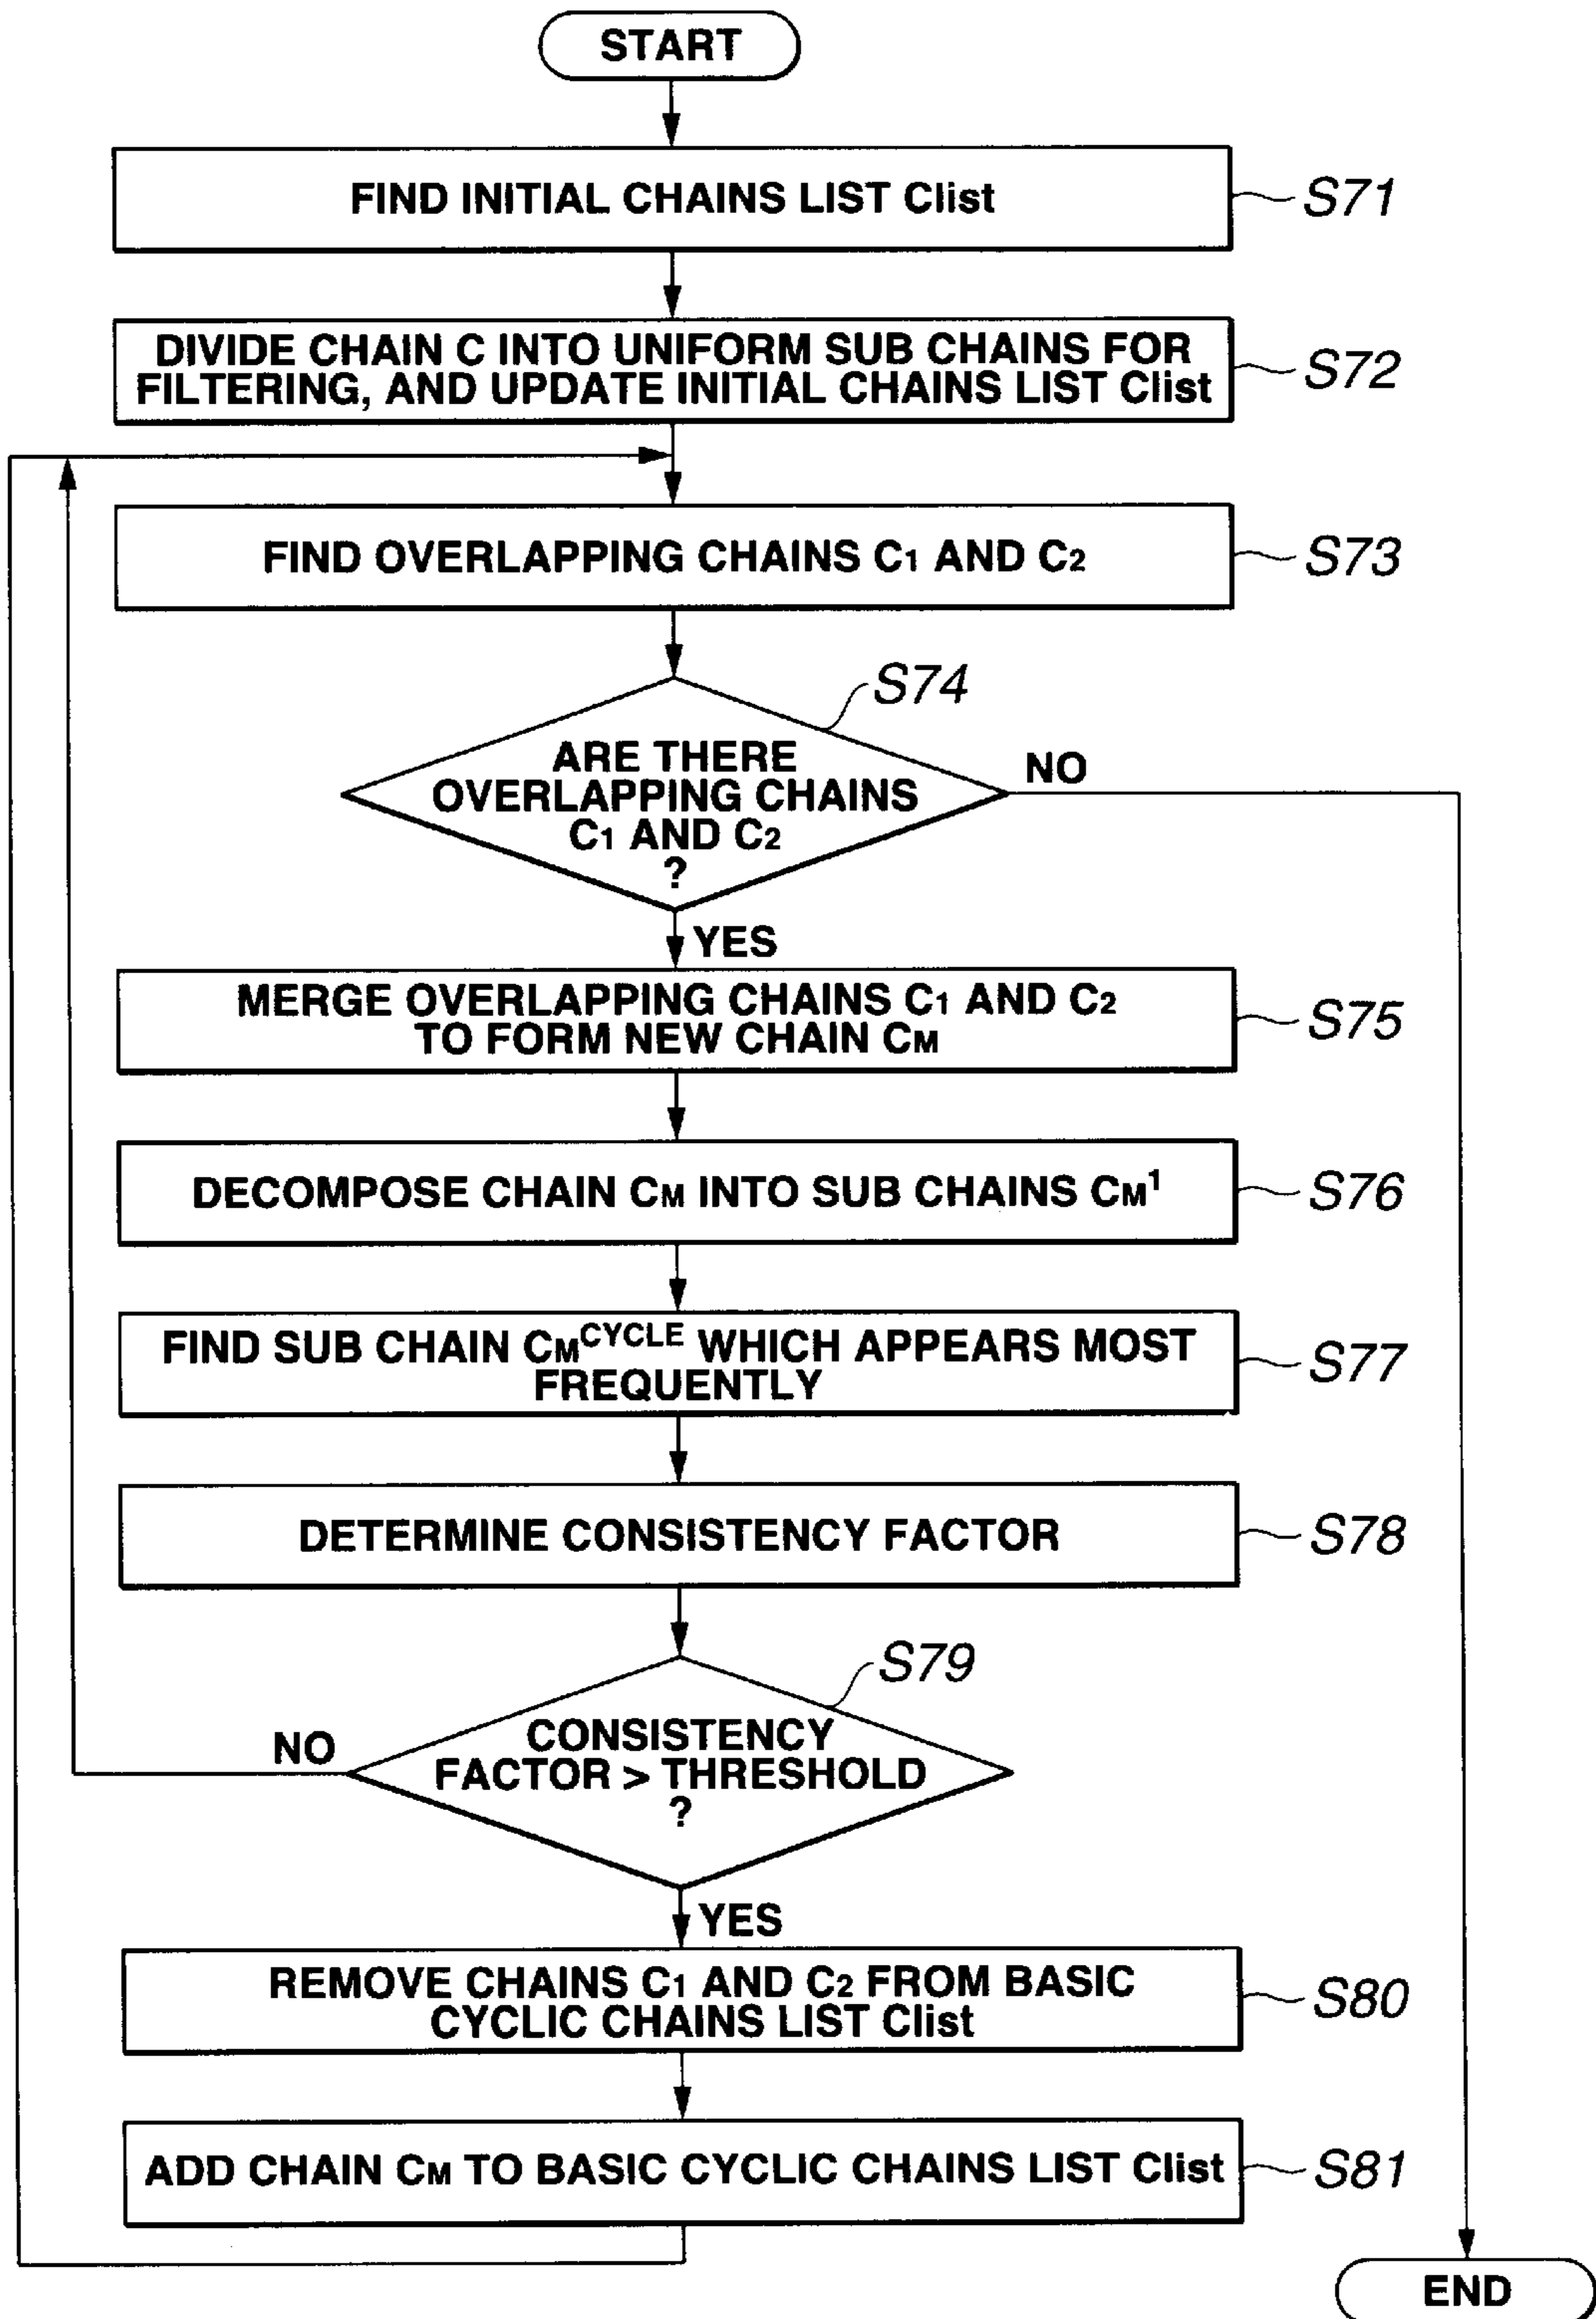 START
FIND INITIAL CHAINS LIST Clist
S71
DIVIDE CHAIN C INTO UNIFORM SUB CHAINS FOR
FILTERING, AND UPDATE INITIAL CHAINS LIST Clist
S72
FIND OVERLAPPING CHAINS C1 AND C2
S73
S74
ARE THERE
OVERLAPPING CHAINS
C1 AND C2
?
NO
YES
MERGE OVERLAPPING CHAINS C1 AND C2
TO FORM NEW CHAIN CM
S75
DECOMPOSE CHAIN CM INTO SUB CHAINS CM¹
S76
FIND SUB CHAIN CM^CYCLE WHICH APPEARS MOST
FREQUENTLY
S77
DETERMINE CONSISTENCY FACTOR
S78
S79
NO
CONSISTENCY
FACTOR > THRESHOLD
?
YES
REMOVE CHAINS C1 AND C2 FROM BASIC
CYCLIC CHAINS LIST Clist
S80
ADD CHAIN CM TO BASIC CYCLIC CHAINS LIST Clist
S81
END